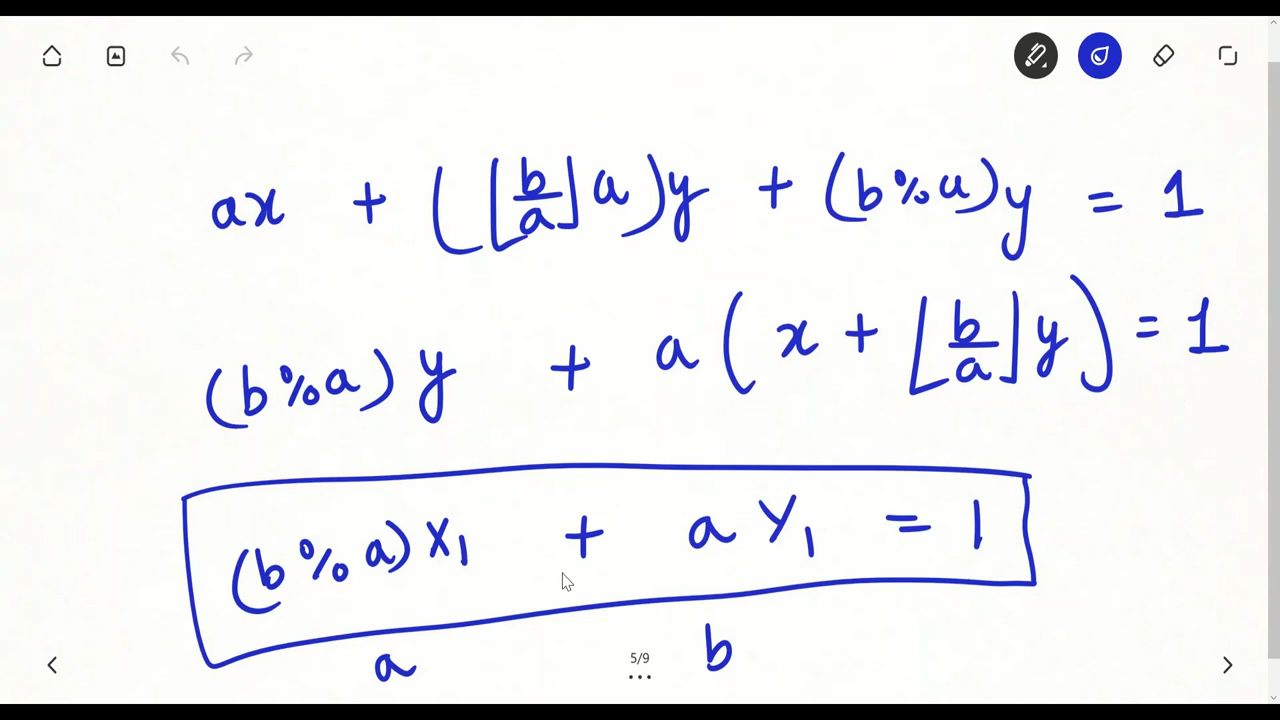 ax + (⌊b/a⌋a)y + (b%a)y = 1
(b%a)y + a(x + ⌊b/a⌋y) = 1
(b%a)X₁ + aY₁ = 1
a b
5/9